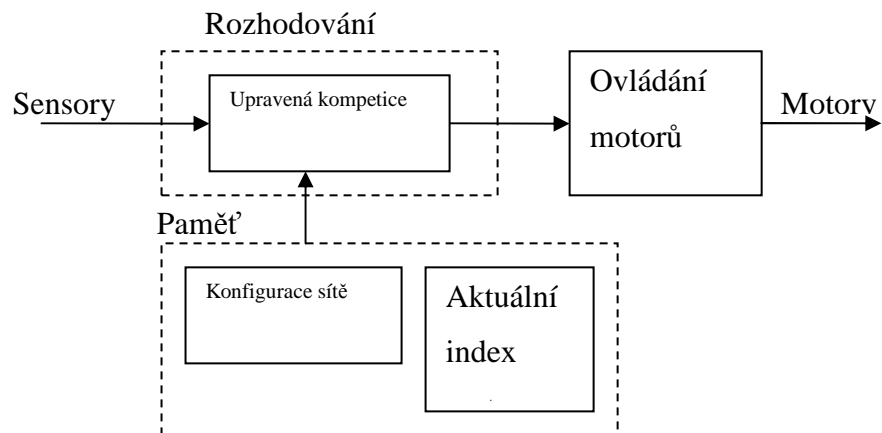 Rozhodování
Sensory
Upravená kompetice
Ovládání
motorů
Motory
Paměť
Konfigurace sítě
Aktuální
index